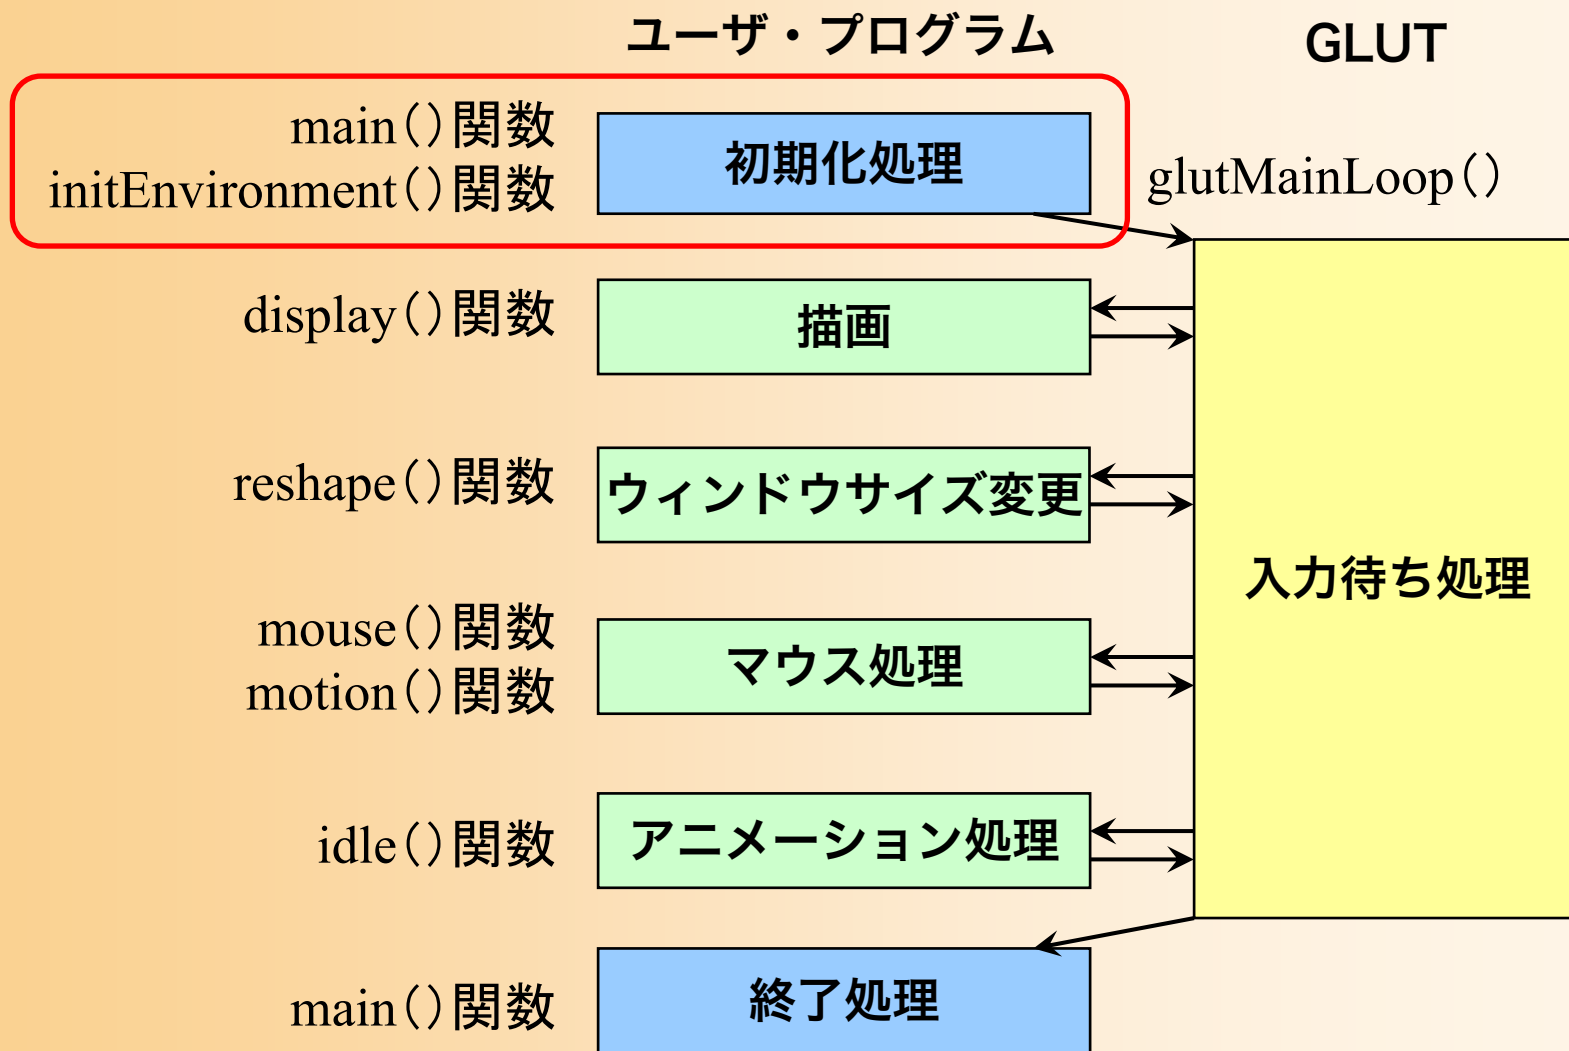 ユーザ・プログラム
GLUT
main()関数
initEnvironment()関数
初期化処理
glutMainLoop()
display()関数
描画
reshape()関数
ウィンドウサイズ変更
入力待ち処理
mouse()関数
motion()関数
マウス処理
idle()関数
アニメーション処理
main()関数
終了処理